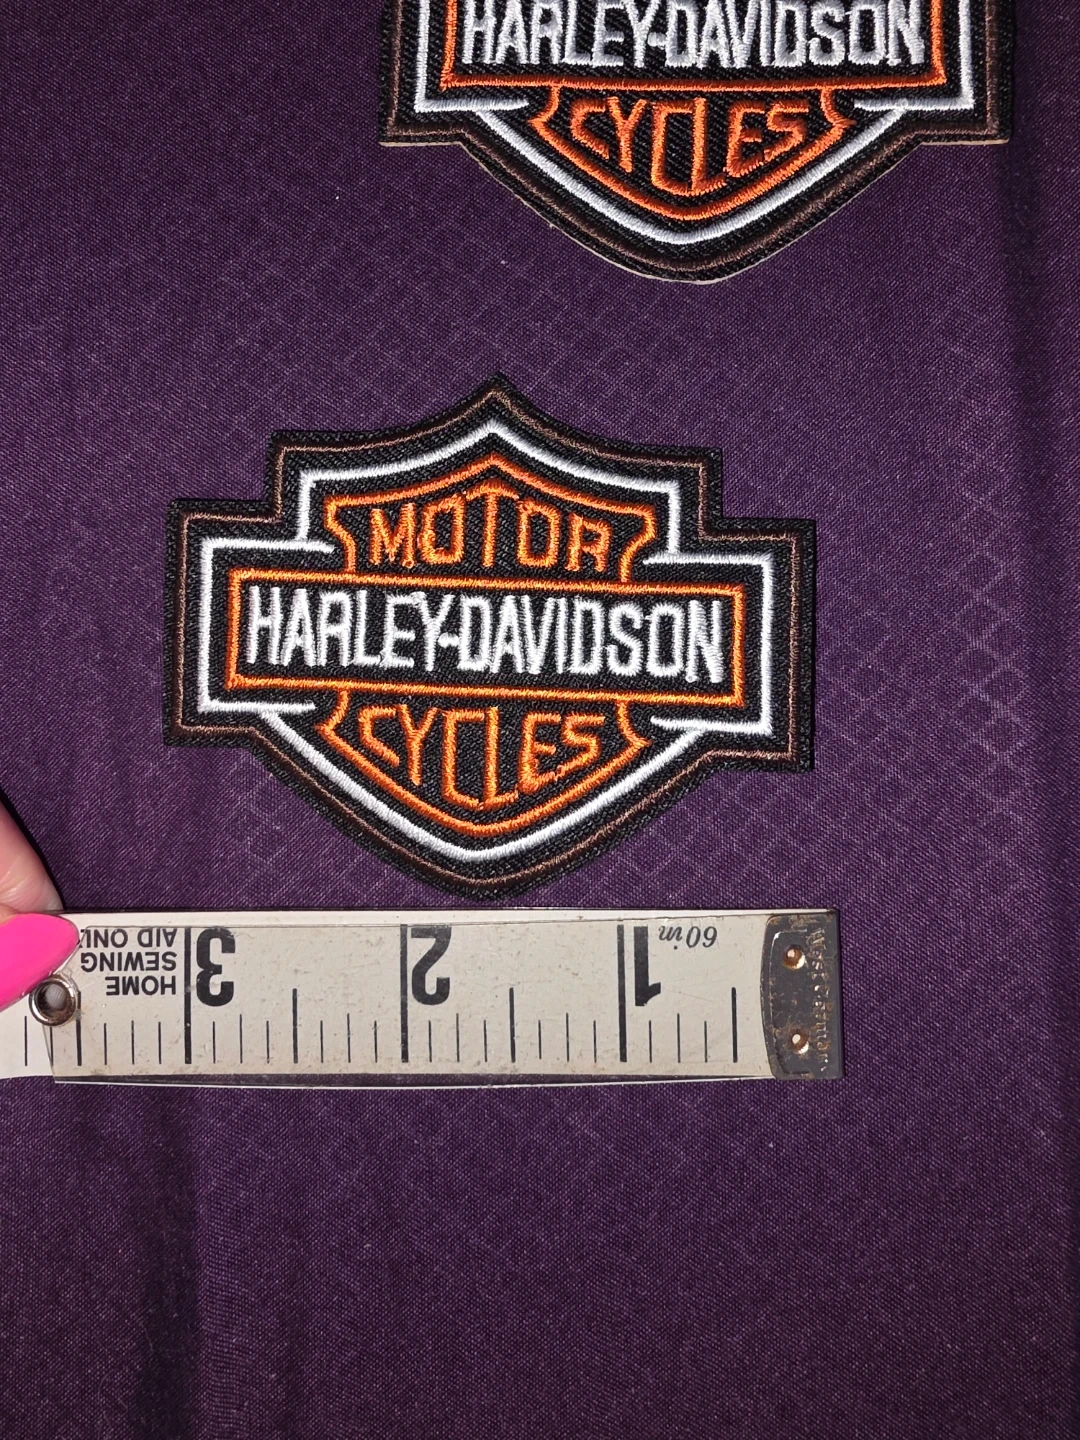 HARLEY-DAVIDSON
CYCLES
MOTOR
HARLEY-DAVIDSON
CYCLES
60 in
1
2
3
HOME
SEWING
AID ONLY